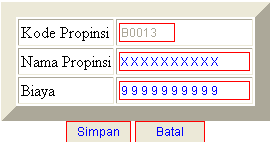 Kode Propinsi B0013
Nama Propinsi XXXXXXXXXX
Biaya 9999999999
Simpan Batal